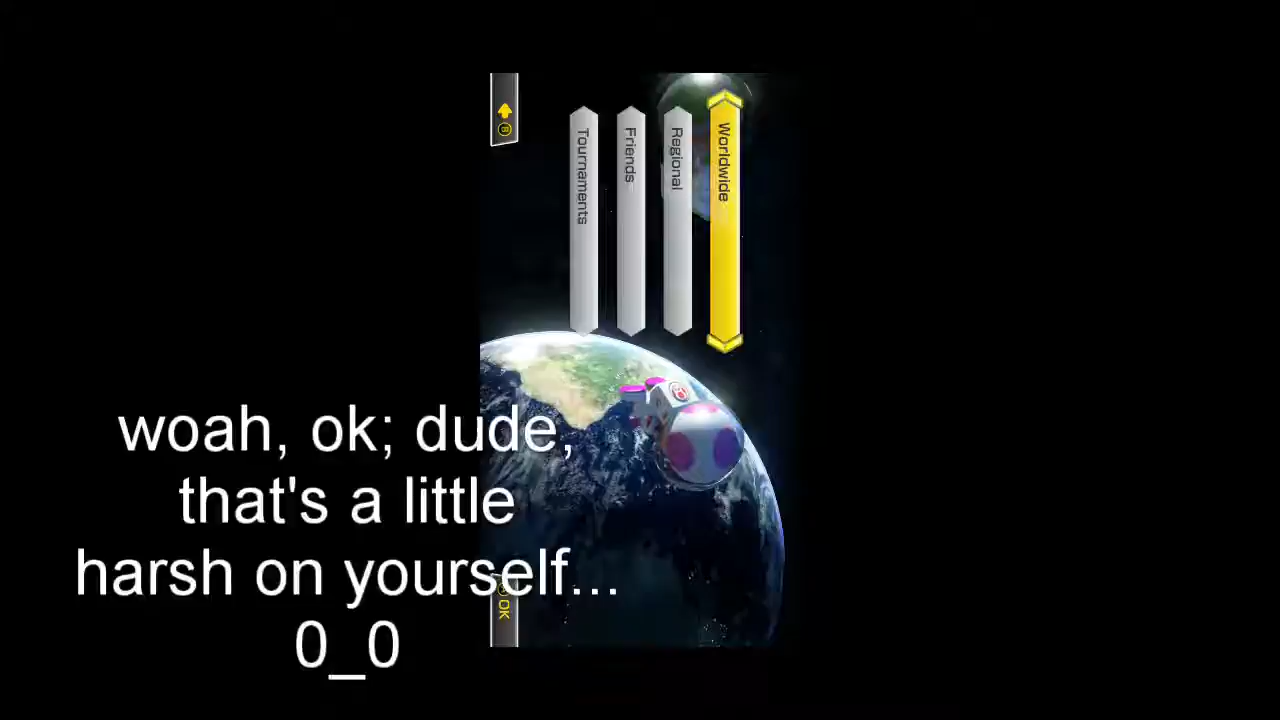 Worldwide
Regional
Friends
Tournaments
B
OK
woah, ok; dude,
that's a little
harsh on yourself...
0_0